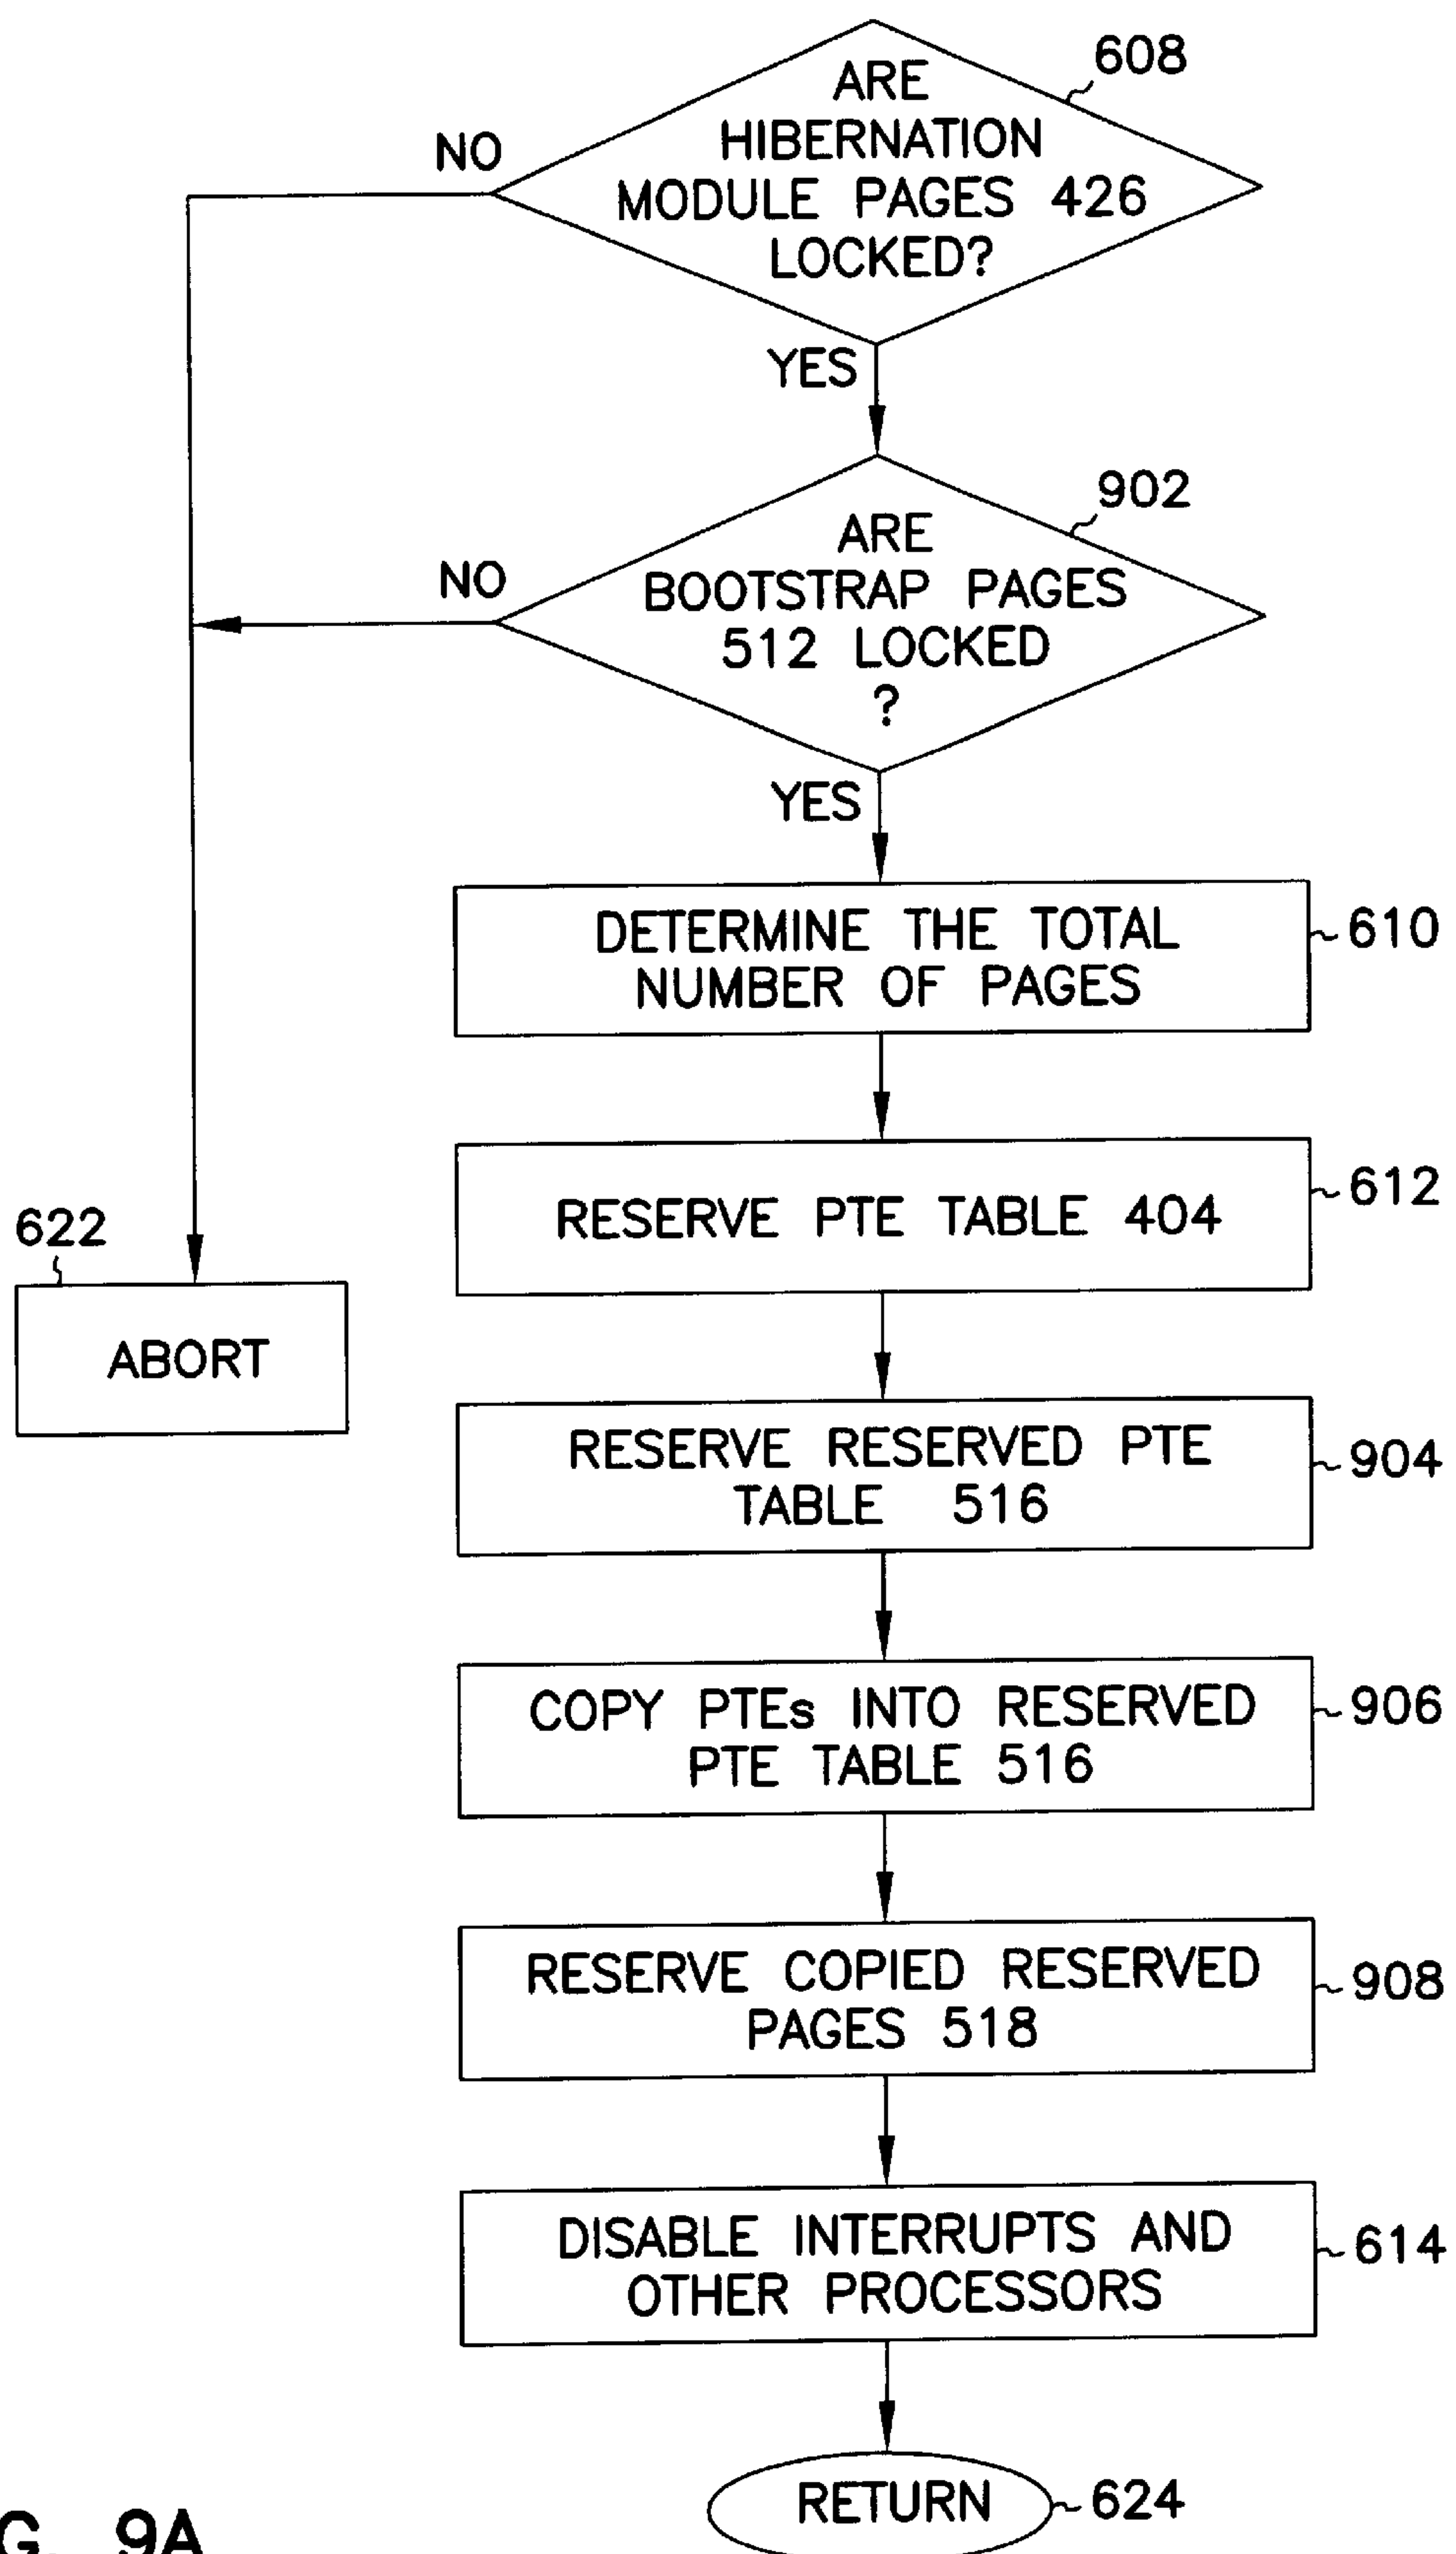 ARE
HIBERNATION
MODULE PAGES 426
LOCKED?
608
NO
YES
ARE
BOOTSTRAP PAGES
512 LOCKED
?
902
NO
YES
DETERMINE THE TOTAL
NUMBER OF PAGES
610
RESERVE PTE TABLE 404
612
622
ABORT
RESERVE RESERVED PTE
TABLE 516
904
COPY PTEs INTO RESERVED
PTE TABLE 516
906
RESERVE COPIED RESERVED
PAGES 518
908
DISABLE INTERRUPTS AND
OTHER PROCESSORS
614
RETURN
624
G. 9A